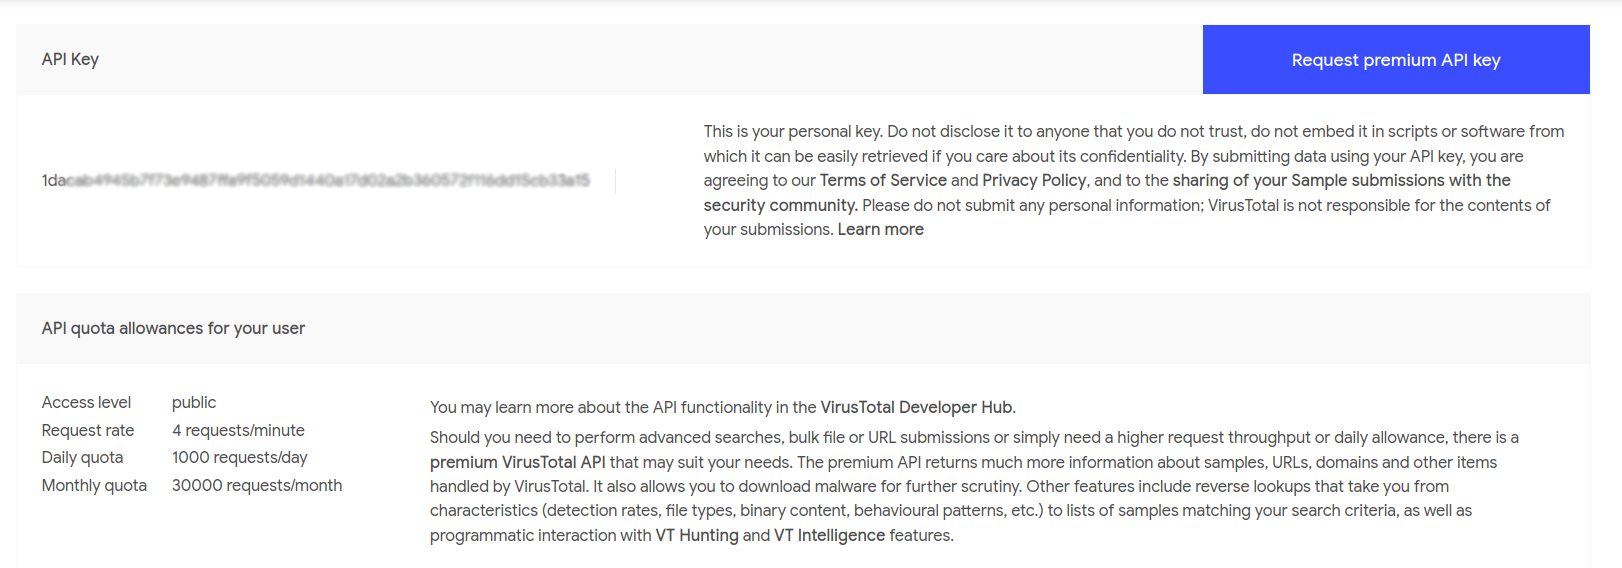 API Key
Request premium API key
This is your personal key. Do not disclose it to anyone that you do not trust, do not embed it in scripts or software from
which it can be easily retrieved if you care about its confidentiality. By submitting data using your API key, you are
agreeing to our Terms of Service and Privacy Policy, and to the sharing of your Sample submissions with the
security community. Please do not submit any personal information; VirusTotal is not responsible for the contents of
your submissions. Learn more
API quota allowances for your user
Access level public
Request rate 4 requests/minute
Daily quota 1000 requests/day
Monthly quota 30000 requests/month
You may learn more about the API functionality in the VirusTotal Developer Hub.
Should you need to perform advanced searches, bulk file or URL submissions or simply need a higher request throughput or daily allowance, there is a
premium VirusTotal API that may suit your needs. The premium API returns much more information about samples, URLs, domains and other items
handled by VirusTotal. It also allows you to download malware for further scrutiny. Other features include reverse lookups that take you from
characteristics (detection rates, file types, binary content, behavioural patterns, etc.) to lists of samples matching your search criteria, as well as
programmatic interaction with VT Hunting and VT Intelligence features.